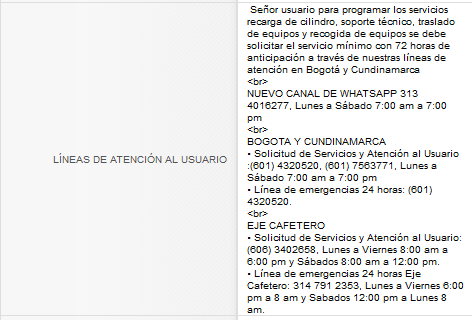 Señor usuario para programar los servicios
recarga de cilindro, soporte técnico, traslado
de equipos y recogida de equipos se debe
solicitar el servicio mínimo con 72 horas de
anticipación a través de nuestras líneas de
atención en Bogotá y Cundinamarca
<br>
NUEVO CANAL DE WHATSAPP 313
4016277, Lunes a Sábado 7:00 am a 7:00
pm
<br>
BOGOTA Y CUNDINAMARCA
• Solicitud de Servicios y Atención al Usuario
:(601) 4320520, (601) 7563771, Lunes a
Sábado 7:00 am a 7:00 pm
• Línea de emergencias 24 horas: (601)
4320520.
<br>
EJE CAFETERO
• Solicitud de Servicios y Atención al Usuario:
(606) 3402658, Lunes a Viernes 8:00 am a
6:00 pm y Sábados 8:00 am a 12:00 pm.
• Línea de emergencias 24 horas Eje
Cafetero: 314 791 2353, Lunes a Viernes 6:00
pm a 8 am y Sabados 12:00 pm a Lunes 8
am.
LÍNEAS DE ATENCIÓN AL USUARIO